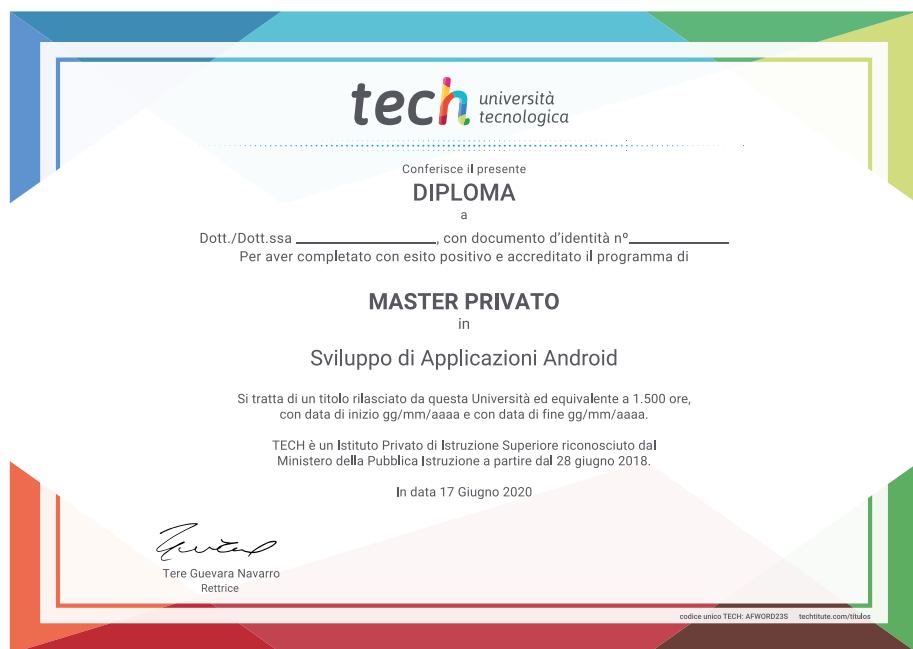 tech università
tecnologica
Conferisce il presente
DIPLOMA
a
Dott./Dott.ssa ____________________, con documento d'identità nº______________
Per aver completato con esito positivo e accreditato il programma di
MASTER PRIVATO
in
Sviluppo di Applicazioni Android
Si tratta di un titolo rilasciato da questa Università ed equivalente a 1.500 ore,
con data di inizio gg/mm/aaaa e con data di fine gg/mm/aaaa.
TECH è un Istituto Privato di Istruzione Superiore riconosciuto dal
Ministero della Pubblica Istruzione a partire dal 28 giugno 2018.
In data 17 Giugno 2020
Tere Guevara Navarro
Rettrice
codice unico TECH: AFWORD23S techtitute.com/títulos